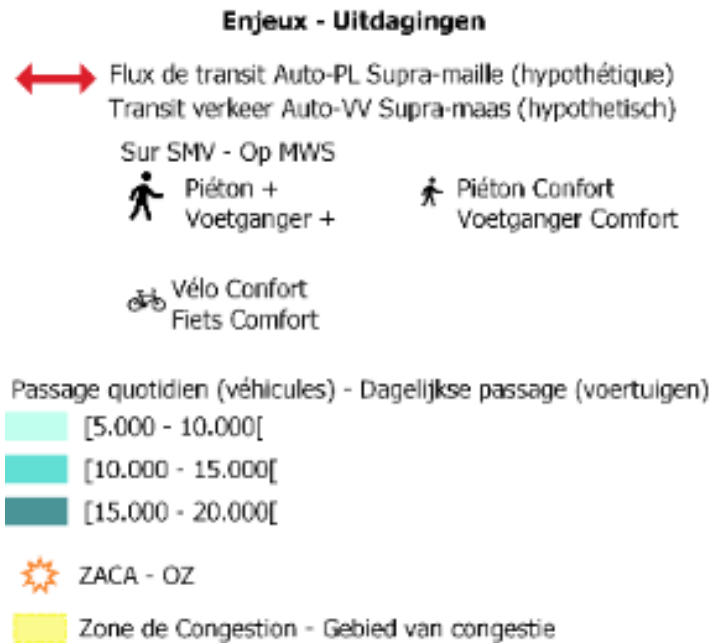 Enjeux - Uitdagingen
Flux de transit Auto-PL Supra-maille (hypothétique)
Transit verkeer Auto-VV Supra-maas (hypothetisch)
Sur SMV - Op MWS
Piéton +
Voetganger +
Piéton Confort
Voetganger Comfort
Vélo Confort
Fiets Comfort
Passage quotidien (véhicules) - Dagelijkse passage (voertuigen)
[5.000 - 10.000[
[10.000 - 15.000[
[15.000 - 20.000[
ZACA - OZ
Zone de Congestion - Gebied van congestie